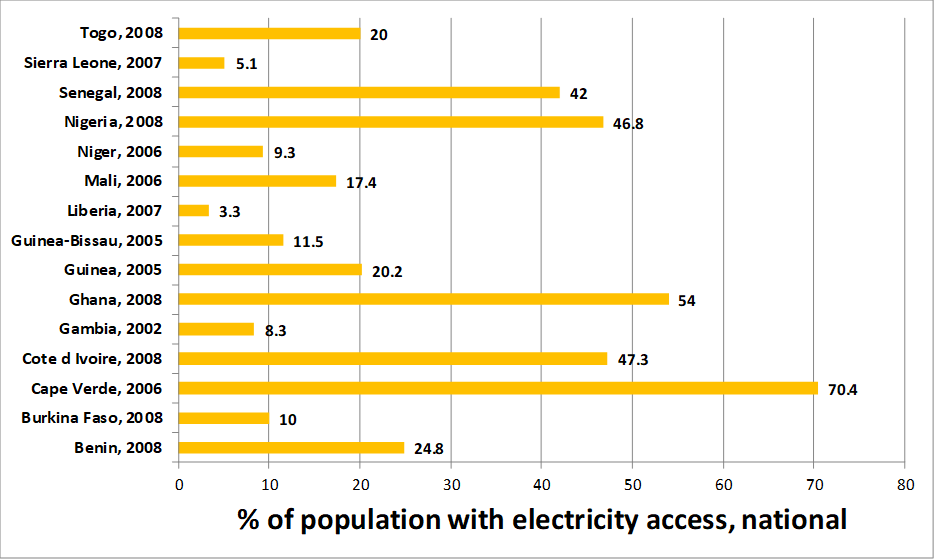 Togo, 2008 20
Sierra Leone, 2007 5.1
Senegal, 2008 42
Nigeria, 2008 46.8
Niger, 2006 9.3
Mali, 2006 17.4
Liberia, 2007 3.3
Guinea-Bissau, 2005 11.5
Guinea, 2005 20.2
Ghana, 2008 54
Gambia, 2002 8.3
Cote d Ivoire, 2008 47.3
Cape Verde, 2006 70.4
Burkina Faso, 2008 10
Benin, 2008 24.8
0 10 20 30 40 50 60 70 80
% of population with electricity access, national